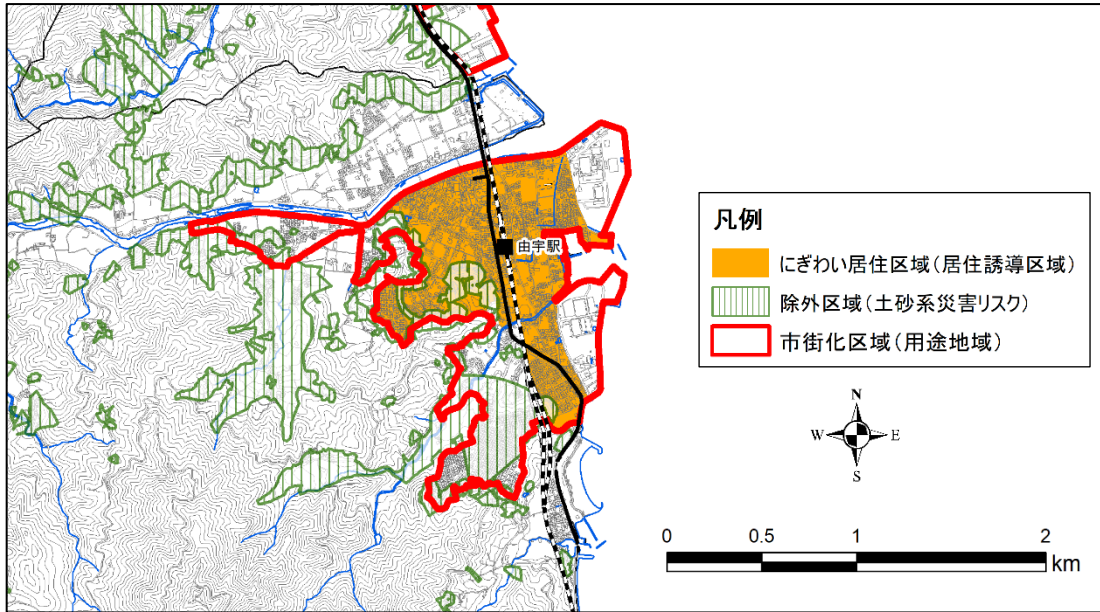 由宇駅
凡例
にぎわい居住区域(居住誘導区域)
除外区域(土砂系災害リスク)
市街化区域(用途地域)
N
W E
S
0 0.5 1 2
km